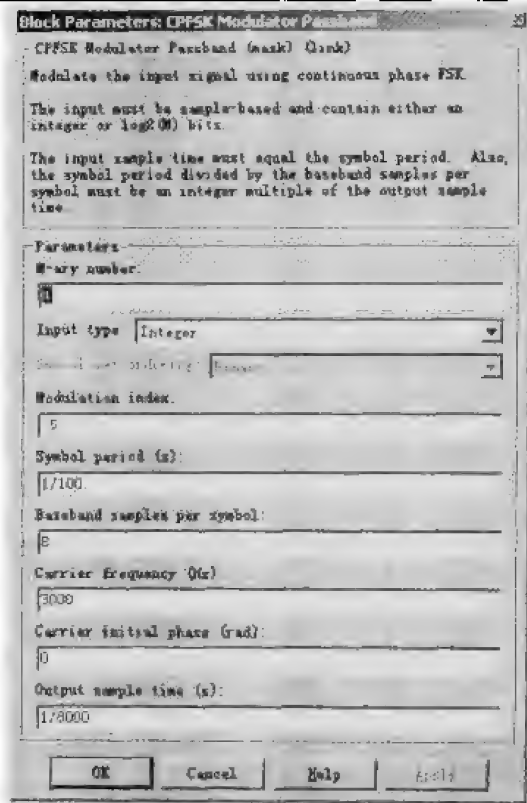 Block Parameters: CPFSK Modulator Passband
CPFSK Modulator Passband (mask) (link)
Modulate the input signal using continuous phase FSK.
The input must be sample-based and contain either an
integer or log2(M) bits.
The input sample time must equal the symbol period. Also,
the symbol period divided by the baseband samples per
symbol must be an integer multiple of the output sample
time.
Parameters
M-ary number:
Input type Integer
Modulation index.
5
Symbol period (s):
1/100
Baseband samples per symbol:
8
Carrier frequency (Hz)
3000
Carrier initial phase (rad):
0
Output sample time (s):
1/8000
OK Cancel Help Apply